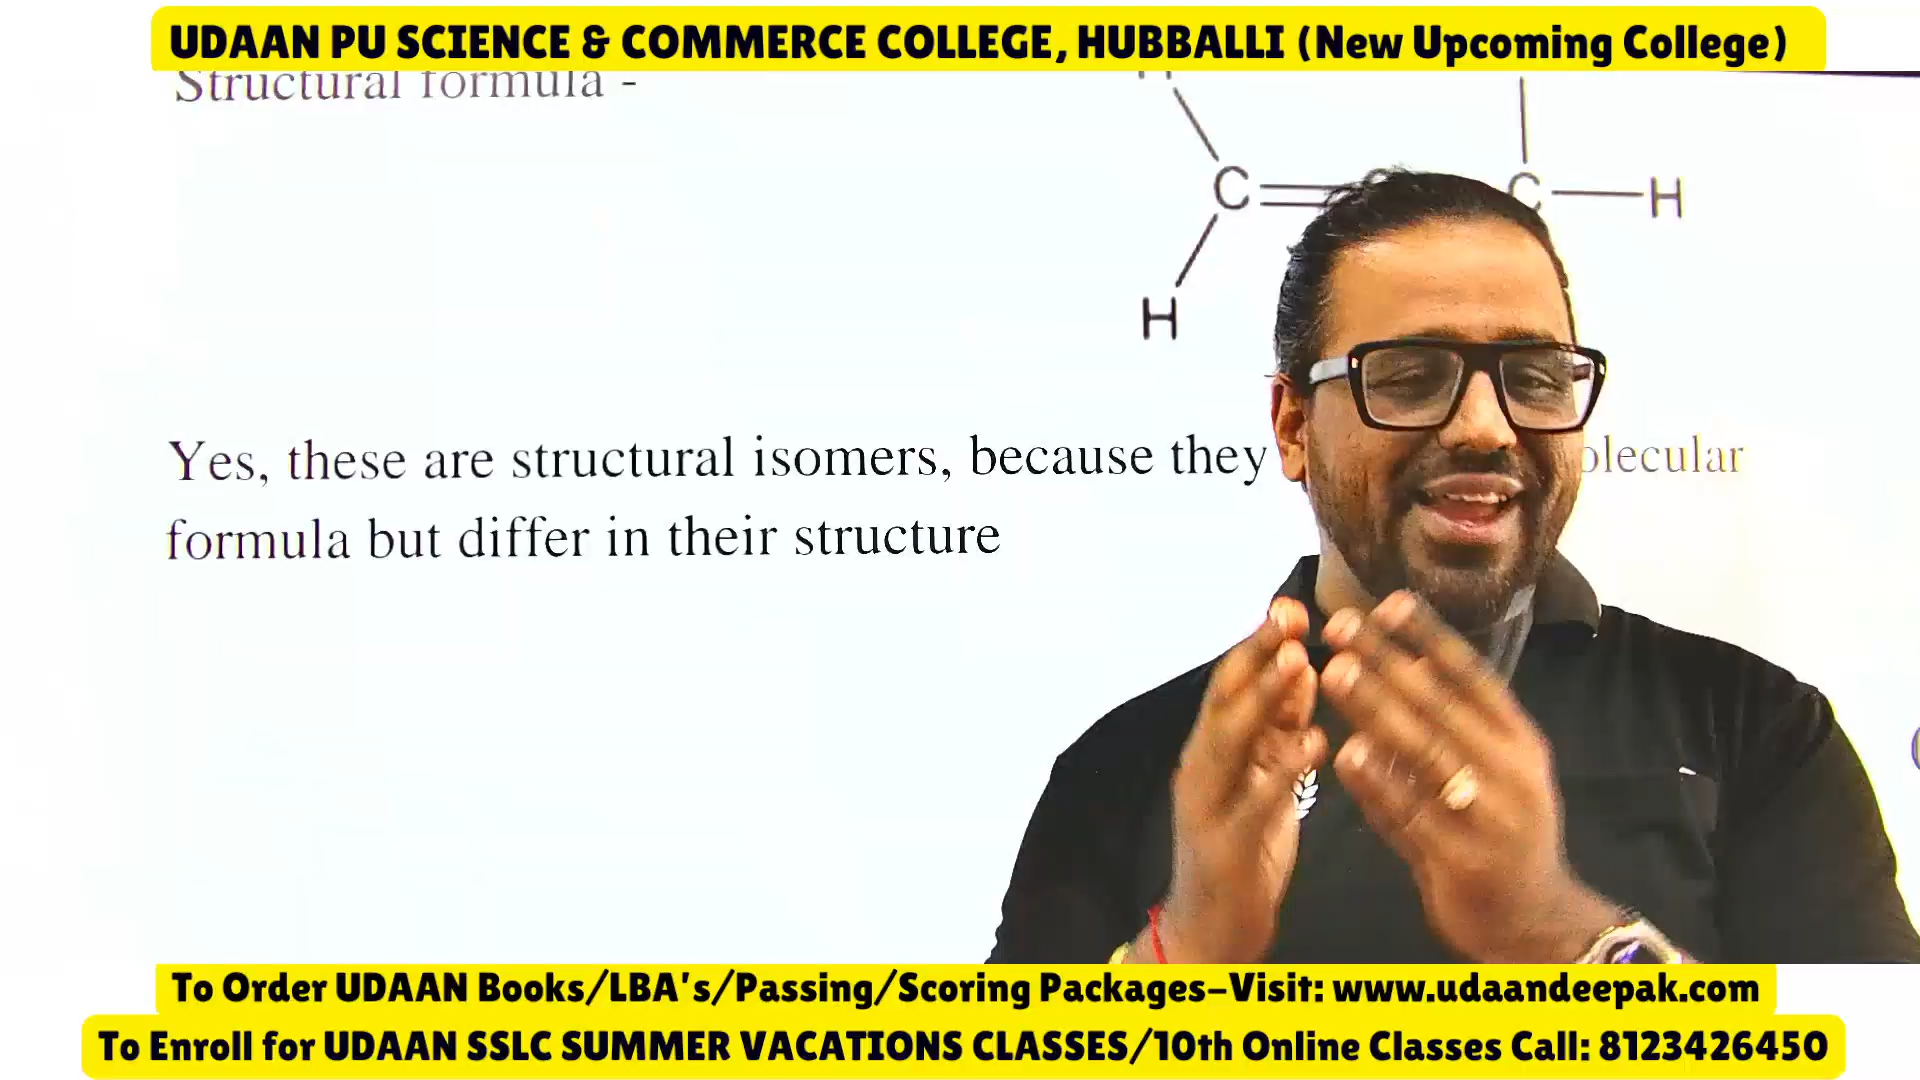 UDAAN PU SCIENCE & COMMERCE COLLEGE, HUBBALLI (New Upcoming College)
Structural formula -
C C H
H
Yes, these are structural isomers, because they
formula but differ in their structure
To Order UDAAN Books/LBA's/Passing/Scoring Packages-Visit: www.udaandeepak.com
To Enroll for UDAAN SSLC SUMMER VACATIONS CLASSES/10th Online Classes Call: 8123426450